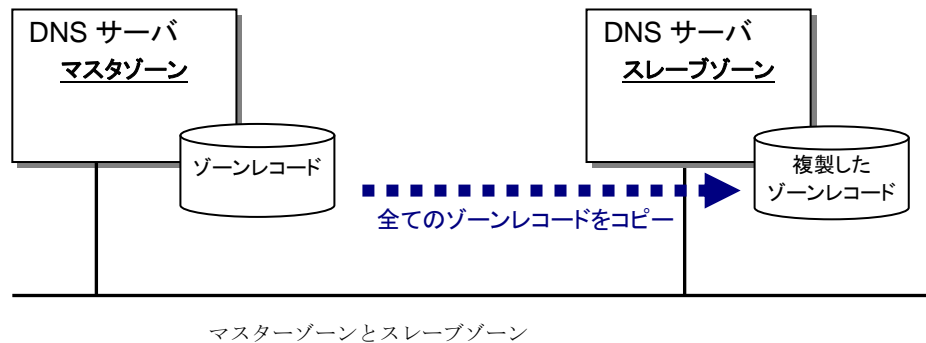 DNS サーバ
マスタゾーン
ゾーンレコード
DNS サーバ
スレーブゾーン
複製した
ゾーンレコード
全てのゾーンレコードをコピー
マスターゾーンとスレーブゾーン